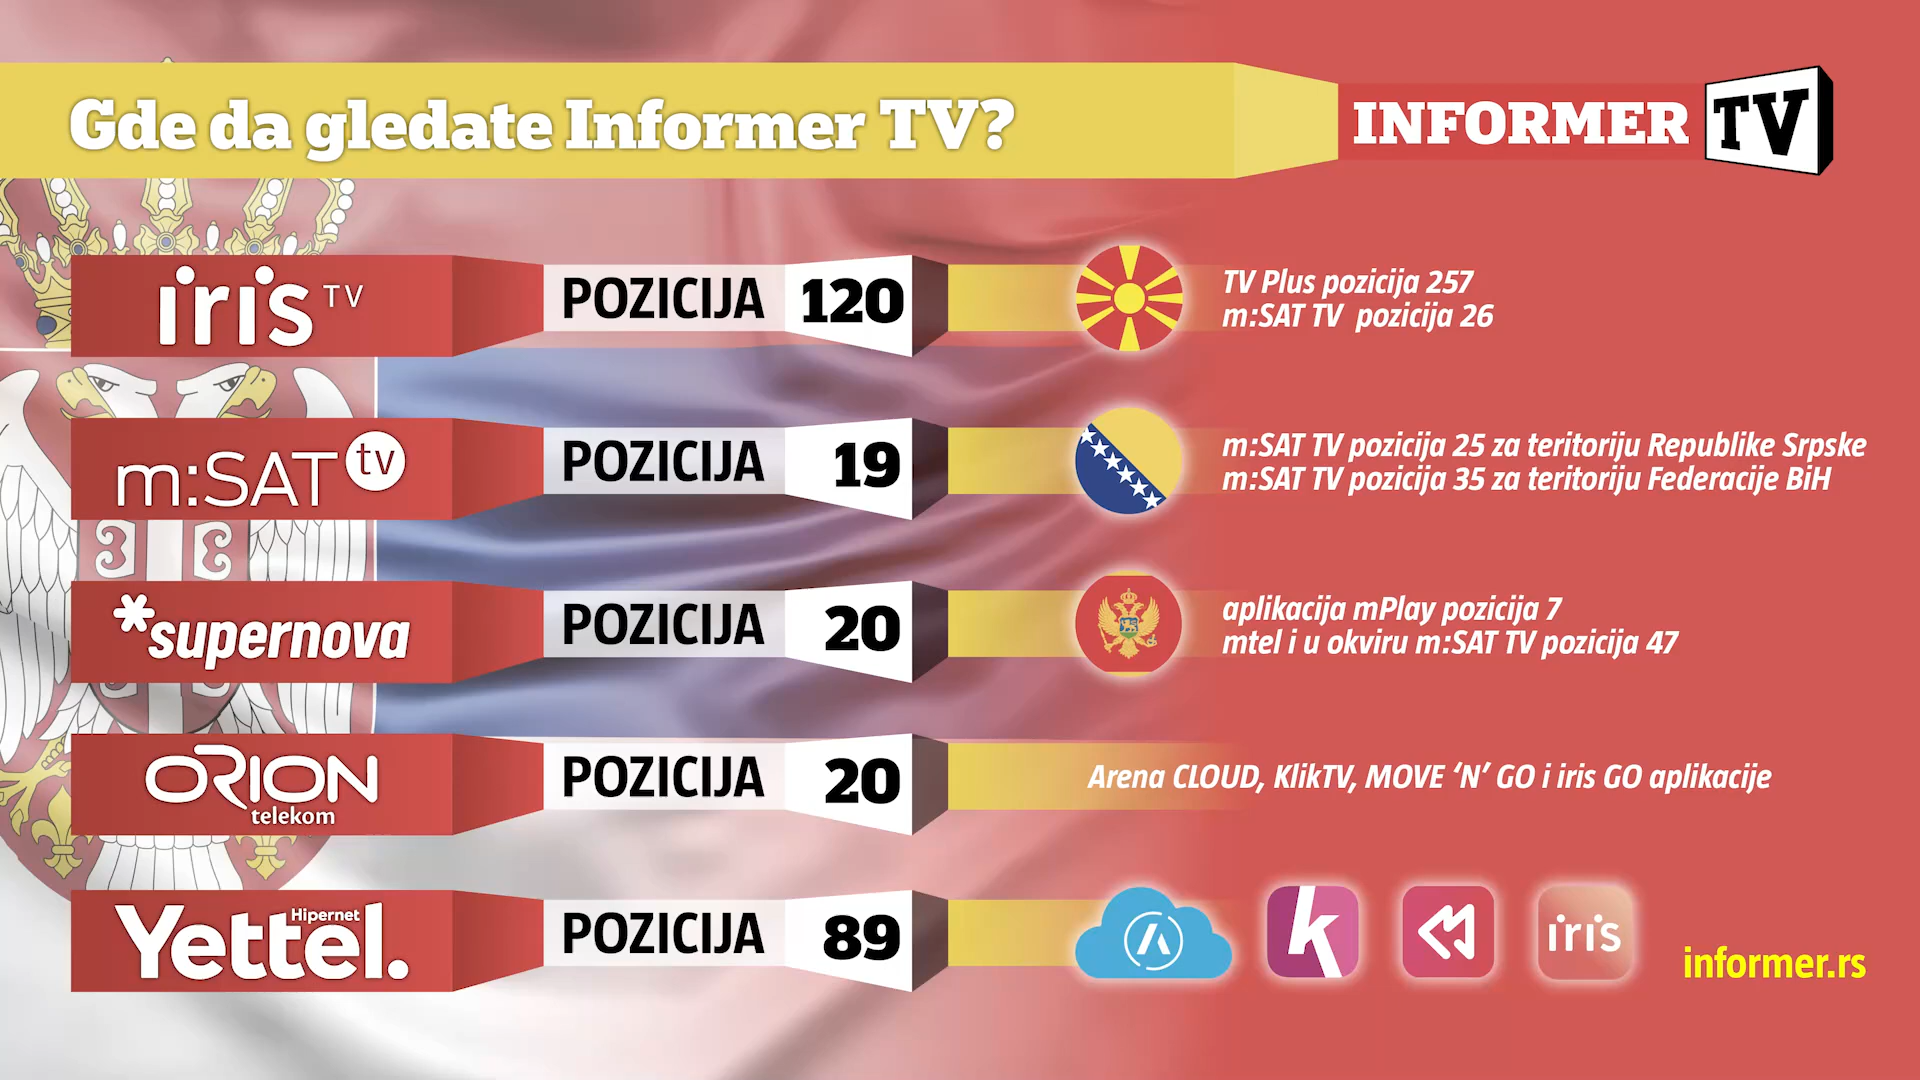 Gde da gledate Informer TV?
INFORMER TV
iris TV
POZICIJA 120
TV Plus pozicija 257
m:SAT TV pozicija 26
m:SAT tv
POZICIJA 19
m:SAT TV pozicija 25 za teritoriju Republike Srpske
m:SAT TV pozicija 35 za teritoriju Federacije BiH
*supernova
POZICIJA 20
aplikacija mPlay pozicija 7
mtel i u okviru m:SAT TV pozicija 47
ORION
telekom
POZICIJA 20
Arena CLOUD, KlikTV, MOVE ‘N’ GO i iris GO aplikacije
Hipernet
Yettel.
POZICIJA 89
k
iris
informer.rs